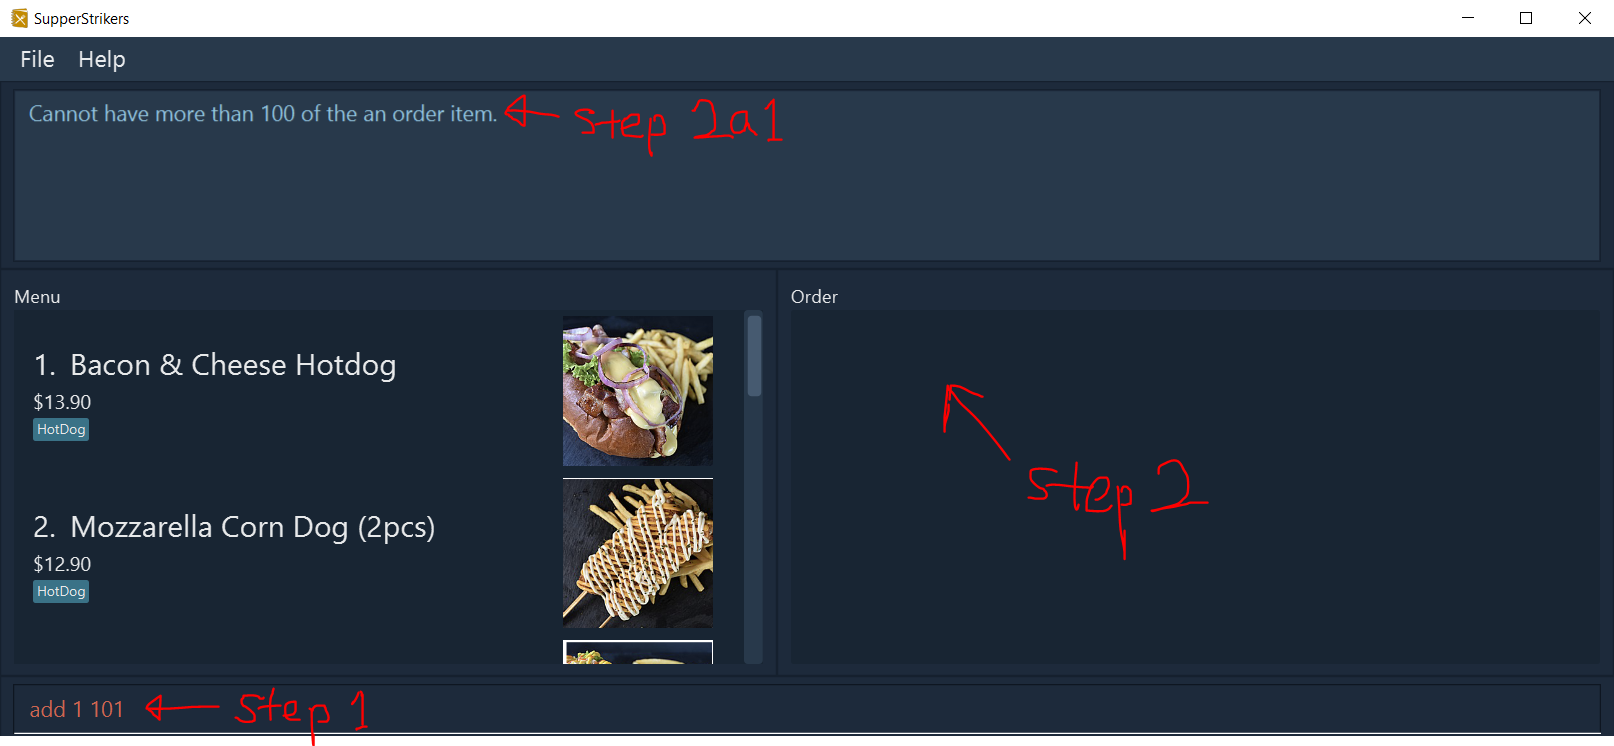 SupperStrikers
File Help
Cannot have more than 100 of the an order item.
step 2a1
Menu
1. Bacon & Cheese Hotdog
$13.90
HotDog
2. Mozzarella Corn Dog (2pcs)
$12.90
HotDog
Order
step 2
add 1 101
step 1